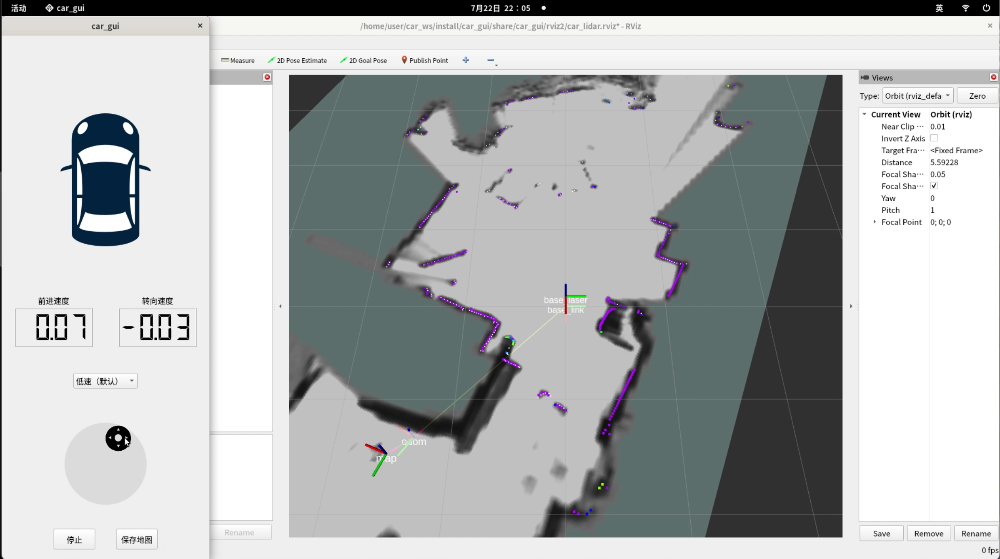 活动 car_gui 7月22日 22：05 英
car_gui
/home/user/car_ws/install/car_gui/share/car_gui/rviz2/car_lidar.rviz* - RViz
Measure 2D Pose Estimate 2D Goal Pose Publish Point
Views
Type: Orbit (rviz_defa Zero
Current View Orbit (rviz)
Near Clip ··· 0.01
Invert Z Axis
Target Fra··· <Fixed Frame>
Distance 5.59228
Focal Sha··· 0.05
Focal Sha···
Yaw 0
Pitch 1
Focal Point 0; 0; 0
前进速度 转向速度
0.07 -0.03
低速（默认）
停止 保存地图
base_laser
base_link
odom
map
Rename
Save Remove Rename
0 fps